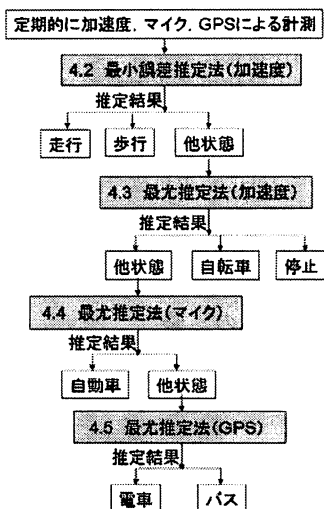 定期的に加速度、マイク、GPSによる計測
4.2 最小誤差推定法(加速度)
推定結果
走行 歩行 他状態
4.3 最尤推定法(加速度)
推定結果
他状態 自転車 停止
4.4 最尤推定法(マイク)
推定結果
自動車 他状態
4.5 最尤推定法(GPS)
推定結果
電車 バス